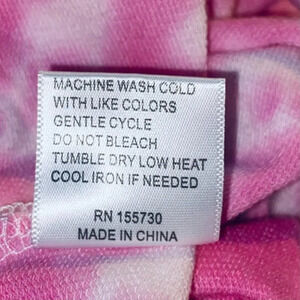 MACHINE WASH COLD
WITH LIKE COLORS
GENTLE CYCLE
DO NOT BLEACH
TUMBLE DRY LOW HEAT
COOL IRON IF NEEDED
RN 155730
MADE IN CHINA